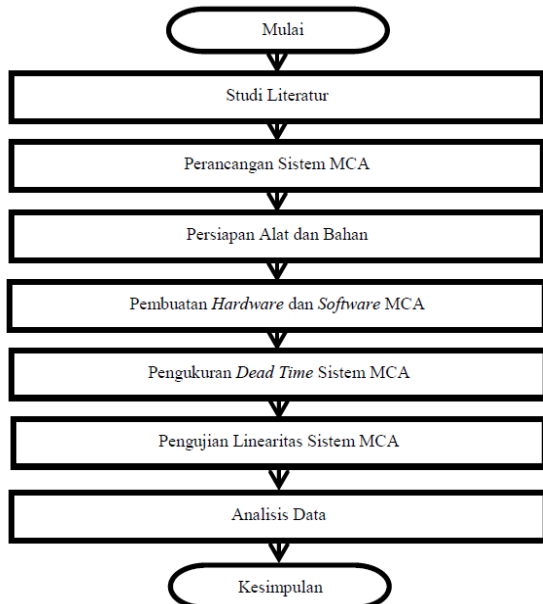 Mulai
Studi Literatur
Perancangan Sistem MCA
Persiapan Alat dan Bahan
Pembuatan Hardware dan Software MCA
Pengukuran Dead Time Sistem MCA
Pengujian Linearitas Sistem MCA
Analisis Data
Kesimpulan